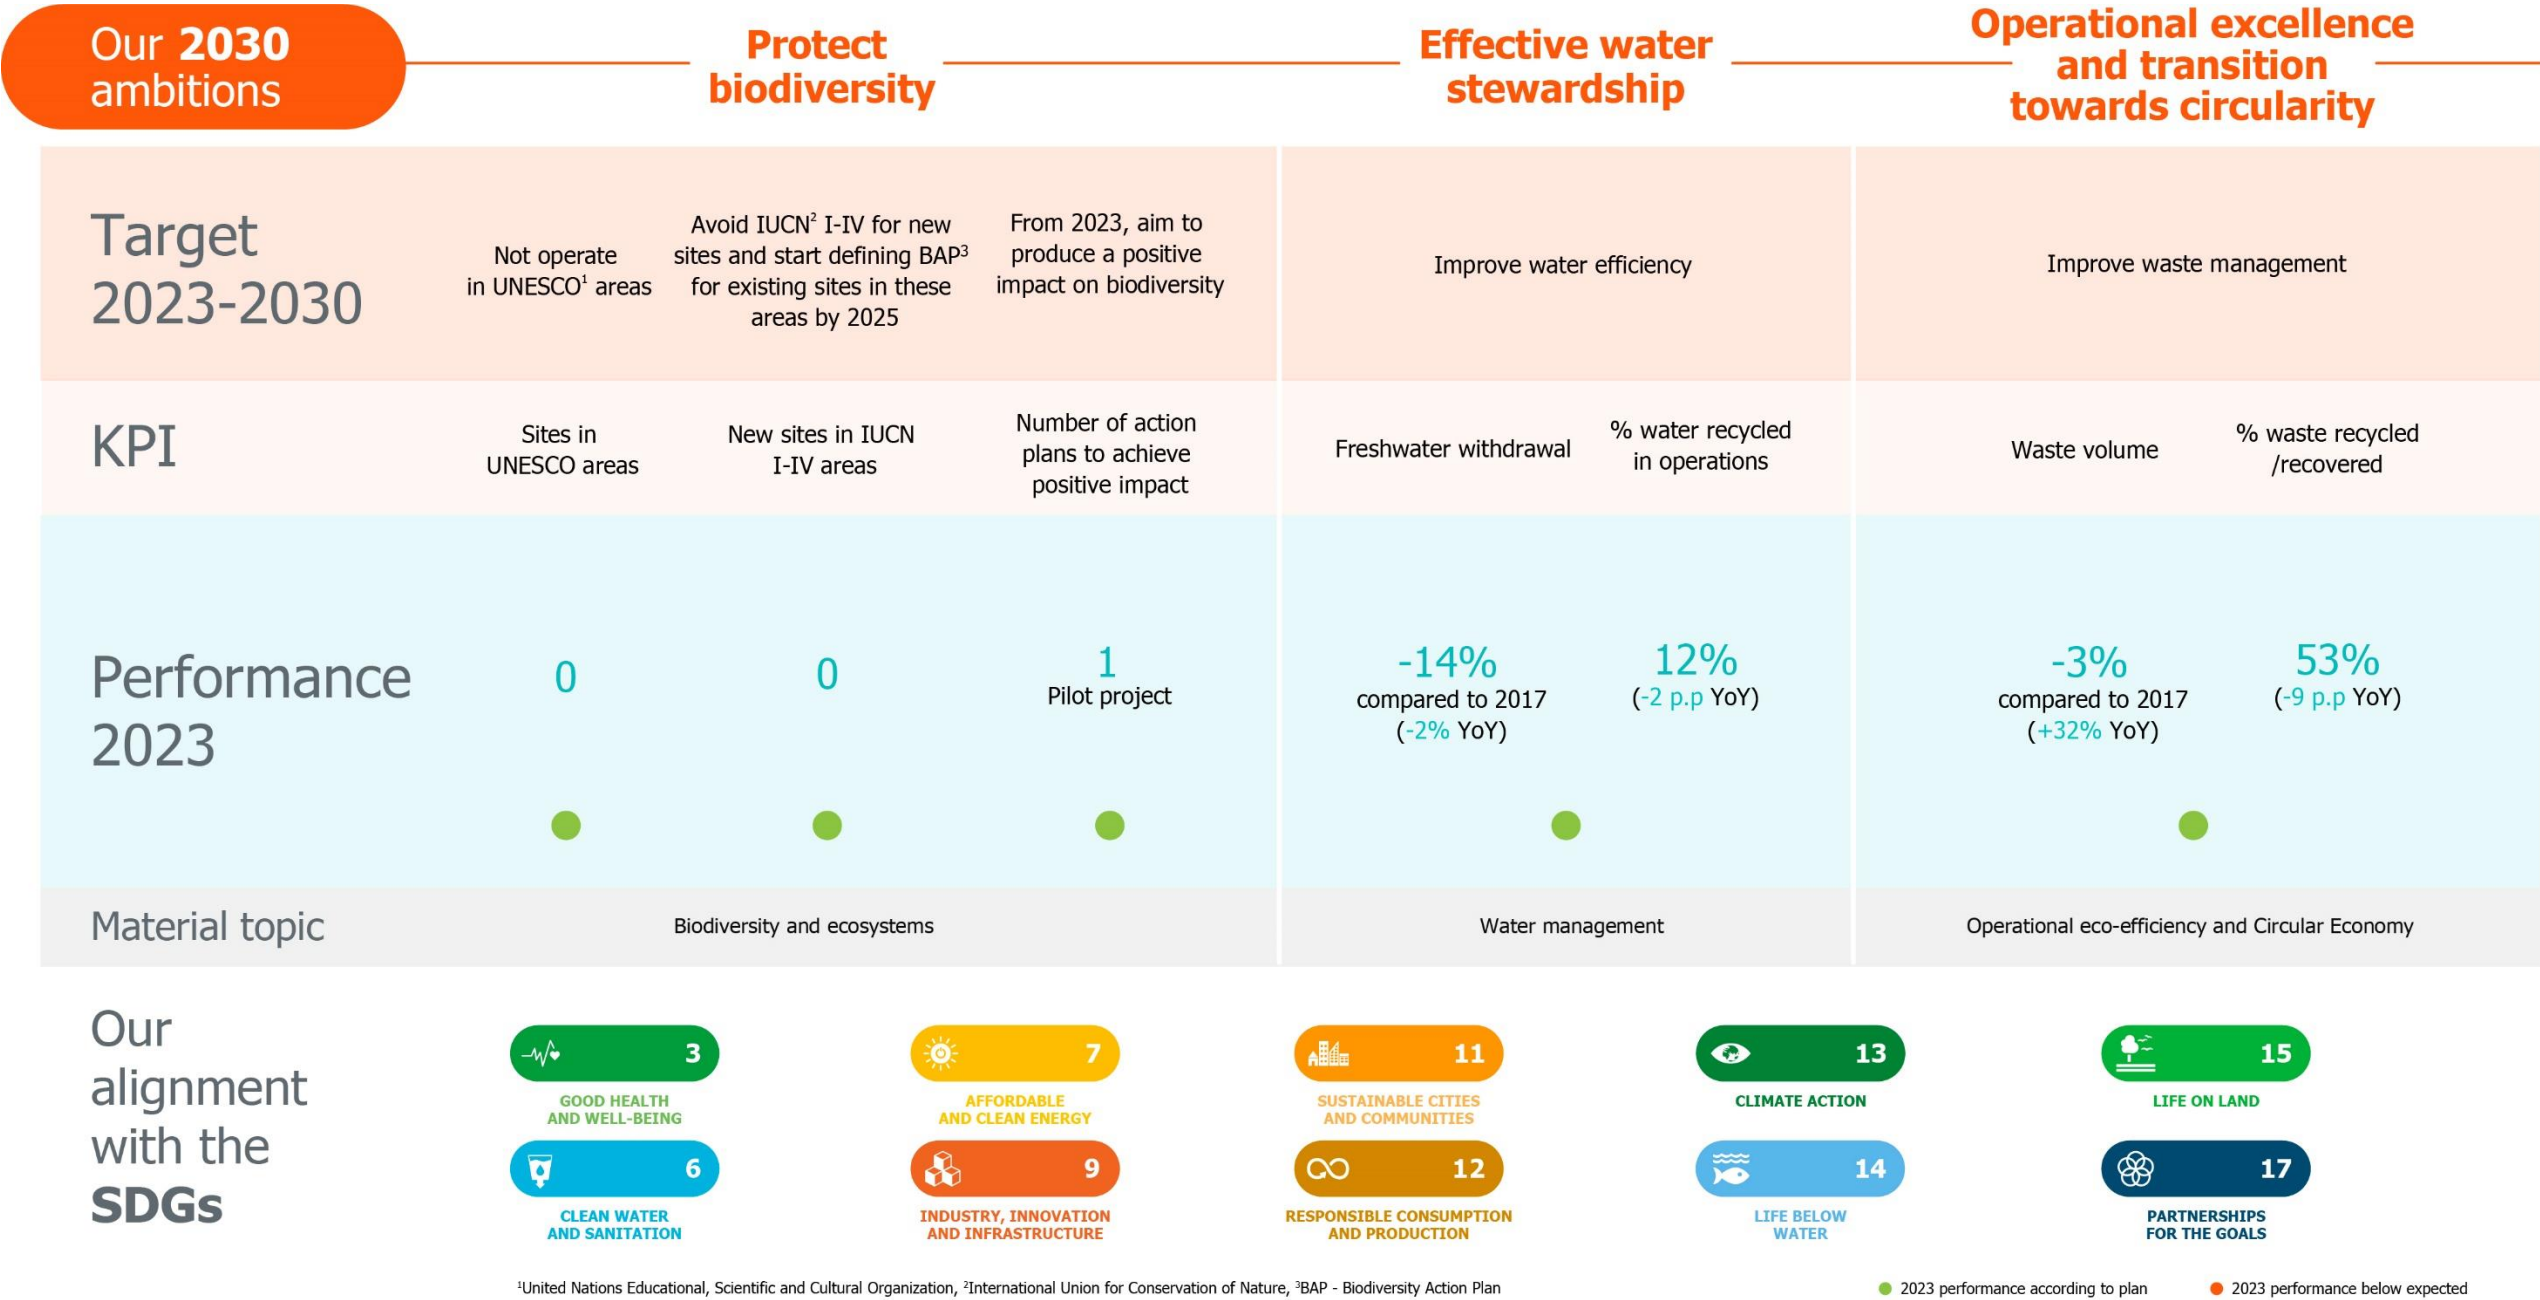 Our 2030
ambitions
Protect
biodiversity
Effective water
stewardship
Operational excellence
and transition
towards circularity
Target
2023-2030
Not operate
in UNESCO¹ areas
Avoid IUCN² I-IV for new
sites and start defining BAP³
for existing sites in these
areas by 2025
From 2023, aim to
produce a positive
impact on biodiversity
Improve water efficiency
Improve waste management
KPI
Sites in
UNESCO areas
New sites in IUCN
I-IV areas
Number of action
plans to achieve
positive impact
Freshwater withdrawal
% water recycled
in operations
Waste volume
% waste recycled
/recovered
Performance
2023
0
0
1
Pilot project
-14%
compared to 2017
(-2% YoY)
12%
(-2 p.p YoY)
-3%
compared to 2017
(+32% YoY)
53%
(-9 p.p YoY)
Material topic
Biodiversity and ecosystems
Water management
Operational eco-efficiency and Circular Economy
Our
alignment
with the
SDGs
3
GOOD HEALTH
AND WELL-BEING
7
AFFORDABLE
AND CLEAN ENERGY
11
SUSTAINABLE CITIES
AND COMMUNITIES
13
CLIMATE ACTION
15
LIFE ON LAND
6
CLEAN WATER
AND SANITATION
9
INDUSTRY, INNOVATION
AND INFRASTRUCTURE
12
RESPONSIBLE CONSUMPTION
AND PRODUCTION
14
LIFE BELOW
WATER
17
PARTNERSHIPS
FOR THE GOALS
¹United Nations Educational, Scientific and Cultural Organization, ²International Union for Conservation of Nature, ³BAP - Biodiversity Action Plan
2023 performance according to plan
2023 performance below expected